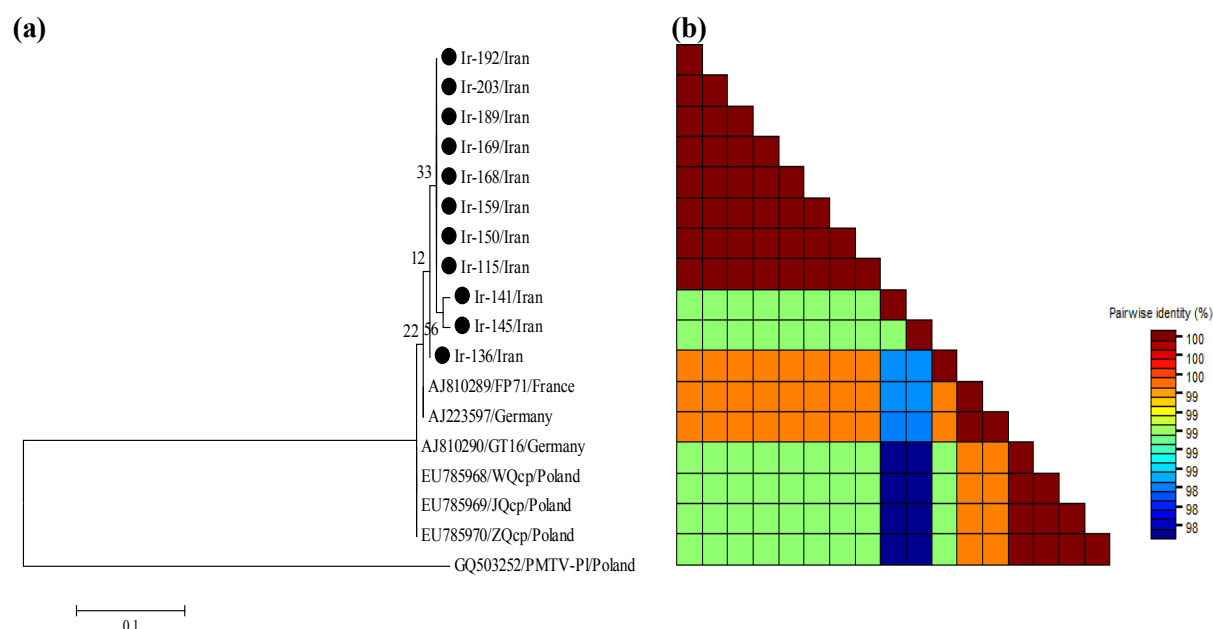 (a)
Ir-192/Iran
Ir-203/Iran
Ir-189/Iran
Ir-169/Iran
33
Ir-168/Iran
Ir-159/Iran
Ir-150/Iran
12
Ir-115/Iran
Ir-141/Iran
22 56
Ir-145/Iran
Ir-136/Iran
AJ810289/FP71/France
AJ223597/Germany
AJ810290/GT16/Germany
EU785968/WQcp/Poland
EU785969/JQcp/Poland
EU785970/ZQcp/Poland
GQ503252/PMTV-Pl/Poland
0.1
(b)
Pairwise identity (%)
100
100
100
99
99
99
99
99
98
98
98